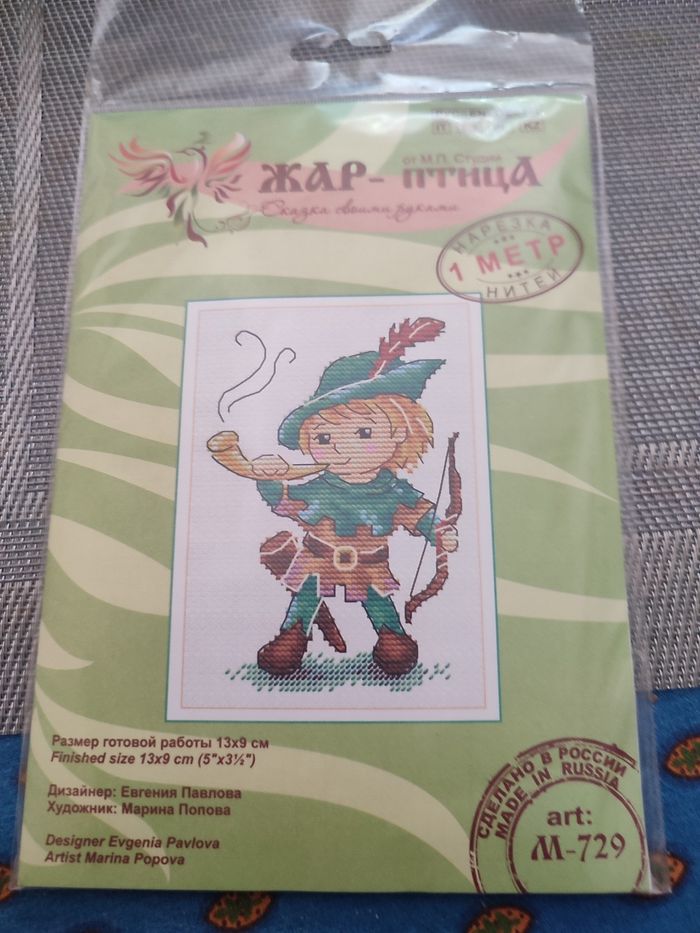 ЖАР-ПТИЦА
от М.П. Студии
Сказка своими руками
НАРЕЗКА
1 МЕТР
НИТЕЙ
Размер готовой работы 13х9 см
Finished size 13x9 cm (5"x3½")
Дизайнер: Евгения Павлова
Художник: Марина Попова
Designer Evgenia Pavlova
Artist Marina Popova
СДЕЛАНО В РОССИИ
MADE IN RUSSIA
art:
М-729